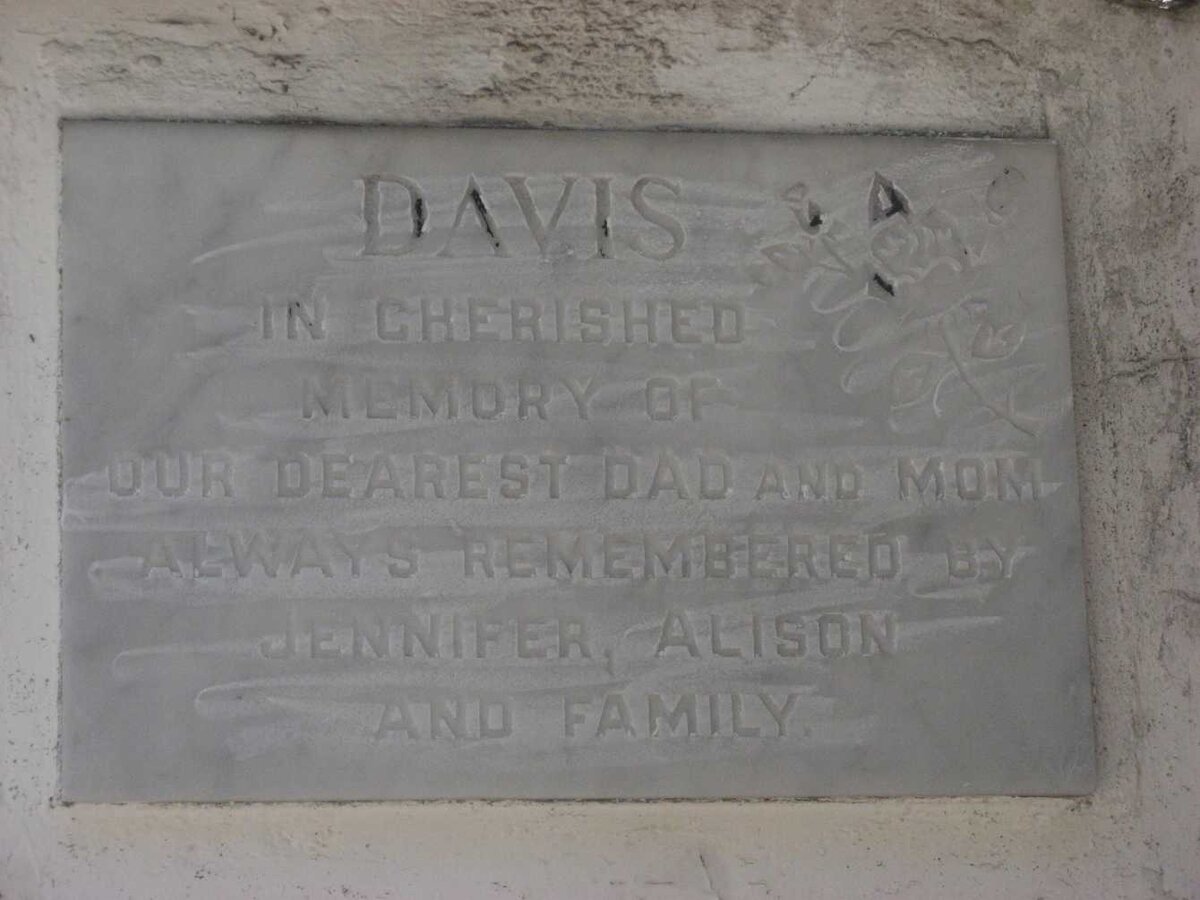 DAVIS
IN CHERISHED
MEMORY OF
OUR DEAREST DAD AND MOM
ALWAYS REMEMBERED BY
JENNIFER, ALISON
AND FAMILY.